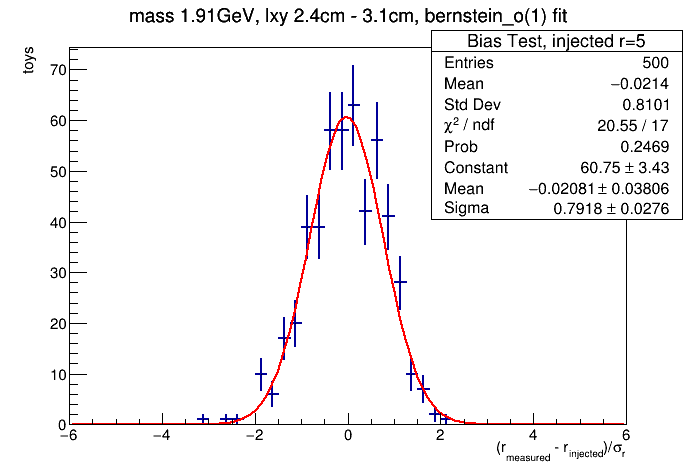 mass 1.91GeV, lxy 2.4cm - 3.1cm, bernstein_o(1) fit
toys
Bias Test, injected r=5
Entries 500
Mean −0.0214
Std Dev 0.8101
χ² / ndf 20.55 / 17
Prob 0.2469
Constant 60.75 ± 3.43
Mean −0.02081 ± 0.03806
Sigma 0.7918 ± 0.0276
70
60
50
40
30
20
10
0
−6 −4 −2 0 2 4 6
(r_measured - r_injected)/σ_r